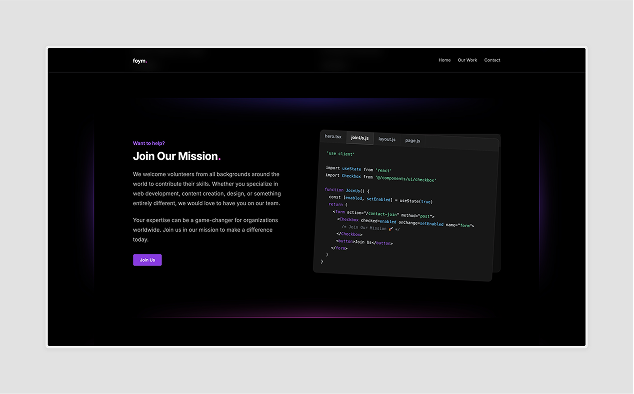 foym.
Home Our Work Contact
Want to help?
Join Our Mission.
We welcome volunteers from all backgrounds around the
world to contribute their skills. Whether you specialize in
web development, content creation, design, or something
entirely different, we would love to have you on our team.
Your expertise can be a game-changer for organizations
worldwide. Join us in our mission to make a difference
today.
Join Us
hero.tsx joinUs.js layout.js page.js
'use client'
import useState from 'react'
import Checkbox from '@/components/ui/checkbox'
function JoinUs() {
const [enabled, setEnabled] = useState(true)
return (
<form action="/contact-join" method="post">
<Checkbox checked=enabled onChange=setEnabled name="form">
/* Join Our Mission 🚀 */
</Checkbox>
<button>Join Us</button>
</form>
)
}